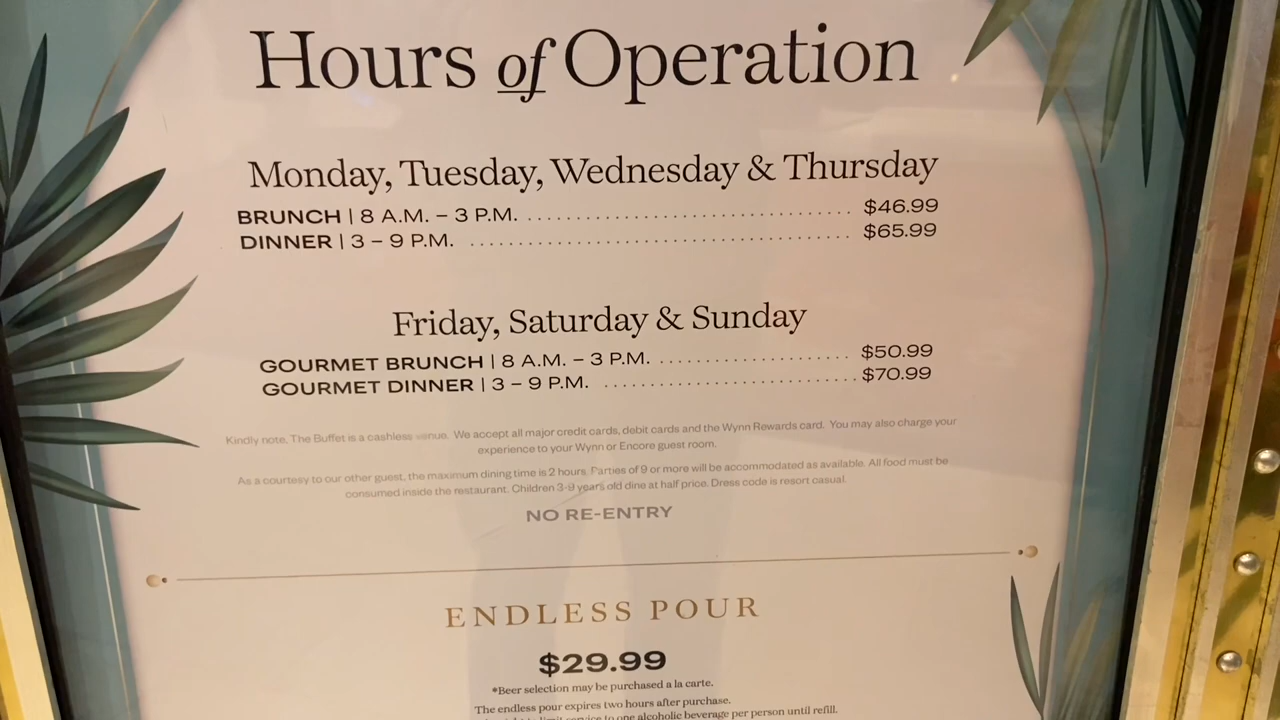 Hours of Operation
Monday, Tuesday, Wednesday & Thursday
BRUNCH | 8 A.M. – 3 P.M. ........................................ $46.99
DINNER | 3 – 9 P.M. ............................................... $65.99
Friday, Saturday & Sunday
GOURMET BRUNCH | 8 A.M. – 3 P.M. ........................ $50.99
GOURMET DINNER | 3 – 9 P.M. ............................... $70.99
Kindly note, The Buffet is a cashless venue. We accept all major credit cards, debit cards and the Wynn Rewards card. You may also charge your
experience to your Wynn or Encore guest room.
As a courtesy to our other guest, the maximum dining time is 2 hours. Parties of 9 or more will be accommodated as available. All food must be
consumed inside the restaurant. Children 3-9 years old dine at half price. Dress code is resort casual.
NO RE-ENTRY
ENDLESS POUR
$29.99
*Beer selection may be purchased a la carte.
The endless pour expires two hours after purchase.
to one alcoholic beverage per person until refill.